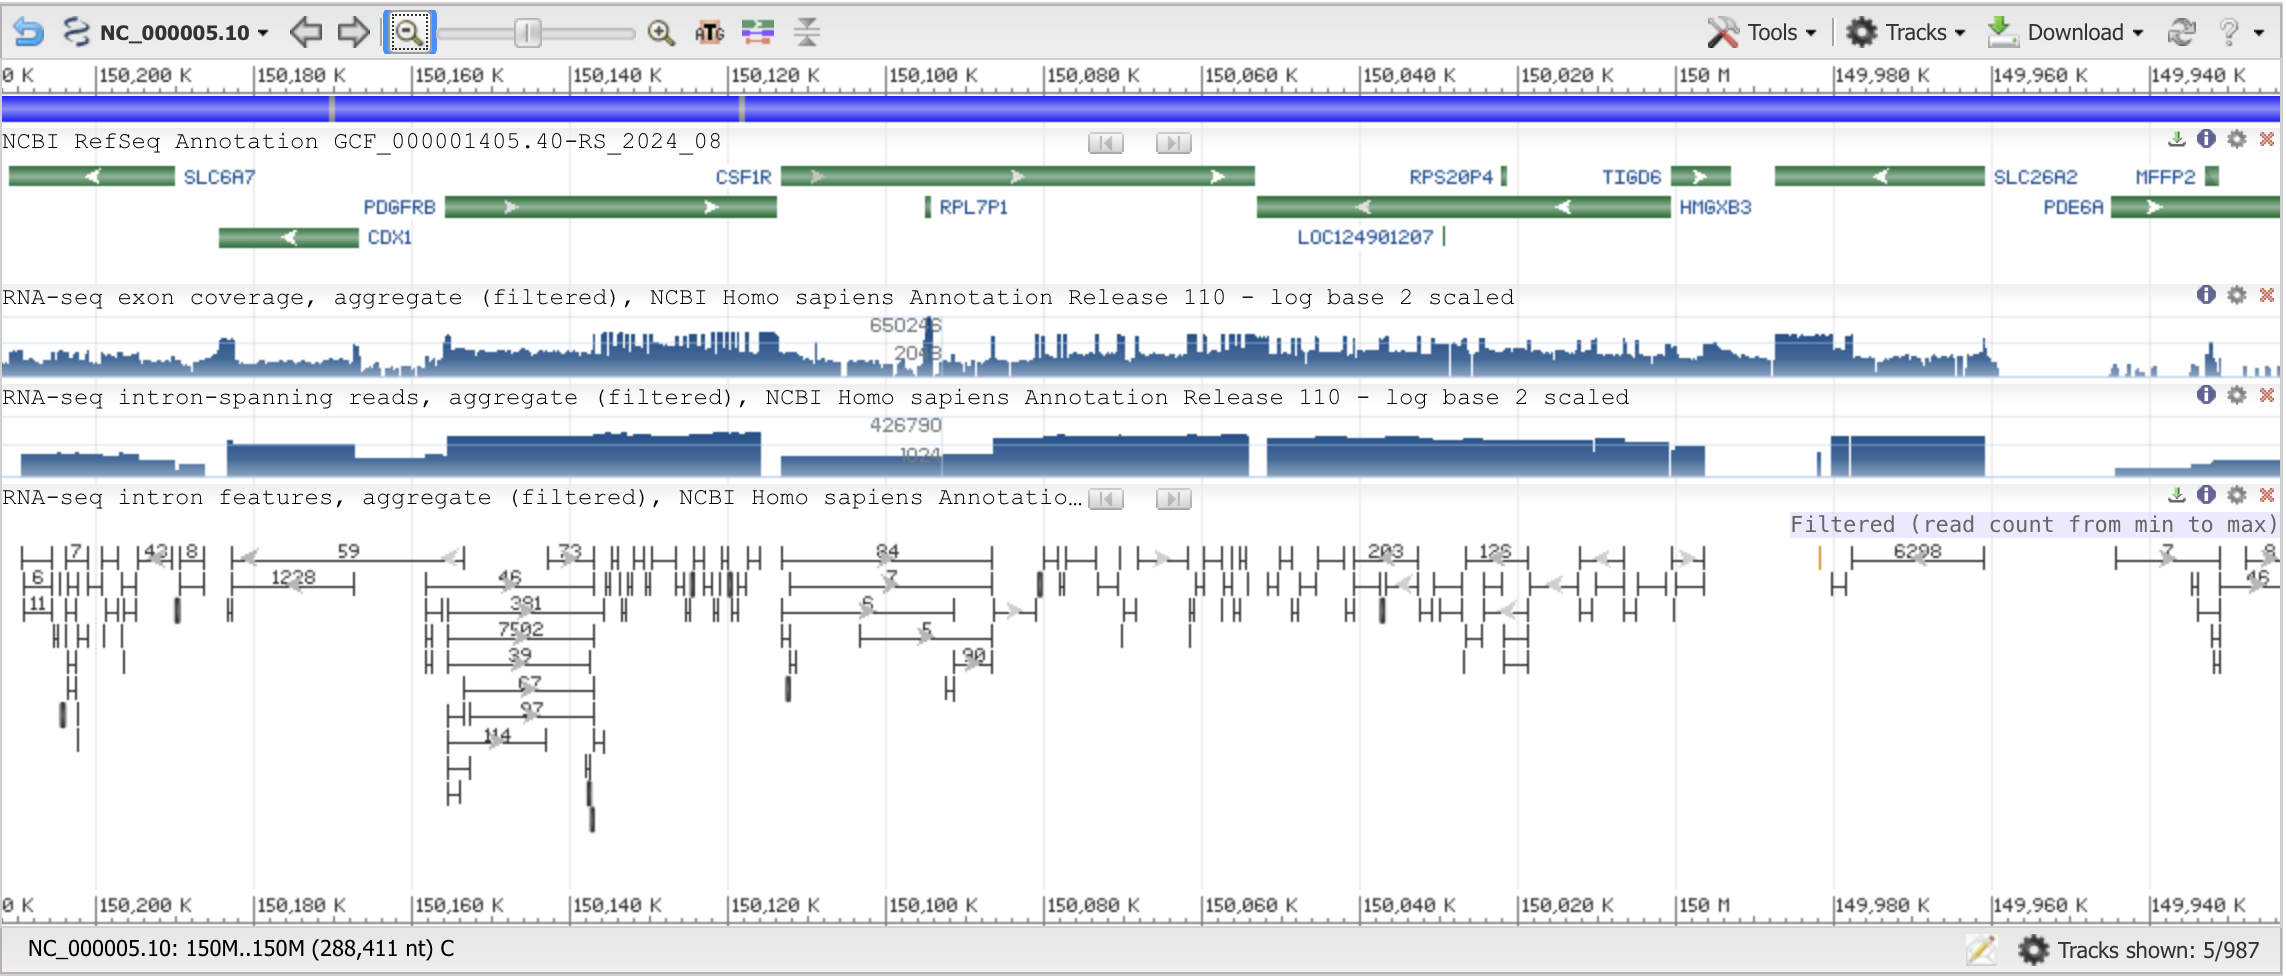 NC_000005.10 Tools Tracks Download ?
0 K 150,200 K 150,180 K 150,160 K 150,140 K 150,120 K 150,100 K 150,080 K 150,060 K 150,040 K 150,020 K 150 M 149,980 K 149,960 K 149,940 K
NCBI RefSeq Annotation GCF_000001405.40-RS_2024_08
SLC6A7 CSF1R RPS20P4 TIGD6 SLC26A2 MFFP2
PDGFRB RPL7P1 HMGXB3 PDE6A
CDX1 LOC124901207
RNA-seq exon coverage, aggregate (filtered), NCBI Homo sapiens Annotation Release 110 - log base 2 scaled
650246
2048
RNA-seq intron-spanning reads, aggregate (filtered), NCBI Homo sapiens Annotation Release 110 - log base 2 scaled
426790
1024
RNA-seq intron features, aggregate (filtered), NCBI Homo sapiens Annotatio...
Filtered (read count from min to max)
7 43 8 59 73 84 203 126 6298 7 8
6 1228 46 7 46
11 381 6
7502 5
39 90
67
97
114
0 K 150,200 K 150,180 K 150,160 K 150,140 K 150,120 K 150,100 K 150,080 K 150,060 K 150,040 K 150,020 K 150 M 149,980 K 149,960 K 149,940 K
NC_000005.10: 150M..150M (288,411 nt) C Tracks shown: 5/987